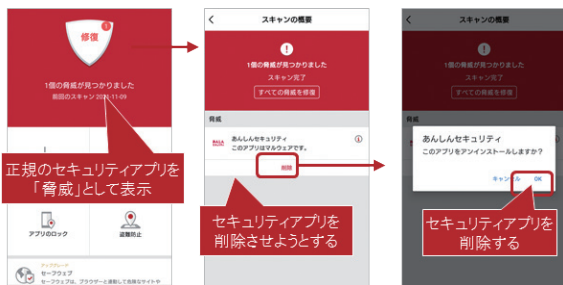 修復
1個の脅威が見つかりました
前回のスキャン 2021-11-09
正規のセキュリティアプリを
「脅威」として表示
アプリのロック
盗難防止
アップグレード
セーフウェブ
セーフウェブは、ブラウザーと連動して危険なサイトや
スキャンの概要
1個の脅威が見つかりました
スキャン完了
すべての脅威を修復
脅威
あんしんセキュリティ
このアプリはマルウェアです。
削除
セキュリティアプリを
削除させようとする
スキャンの概要
1個の脅威が見つかりました
スキャン完了
すべての脅威を修復
脅威
あんしんセキュリティ
このアプリをアンインストールしますか?
キャンセル OK
セキュリティアプリを
削除する